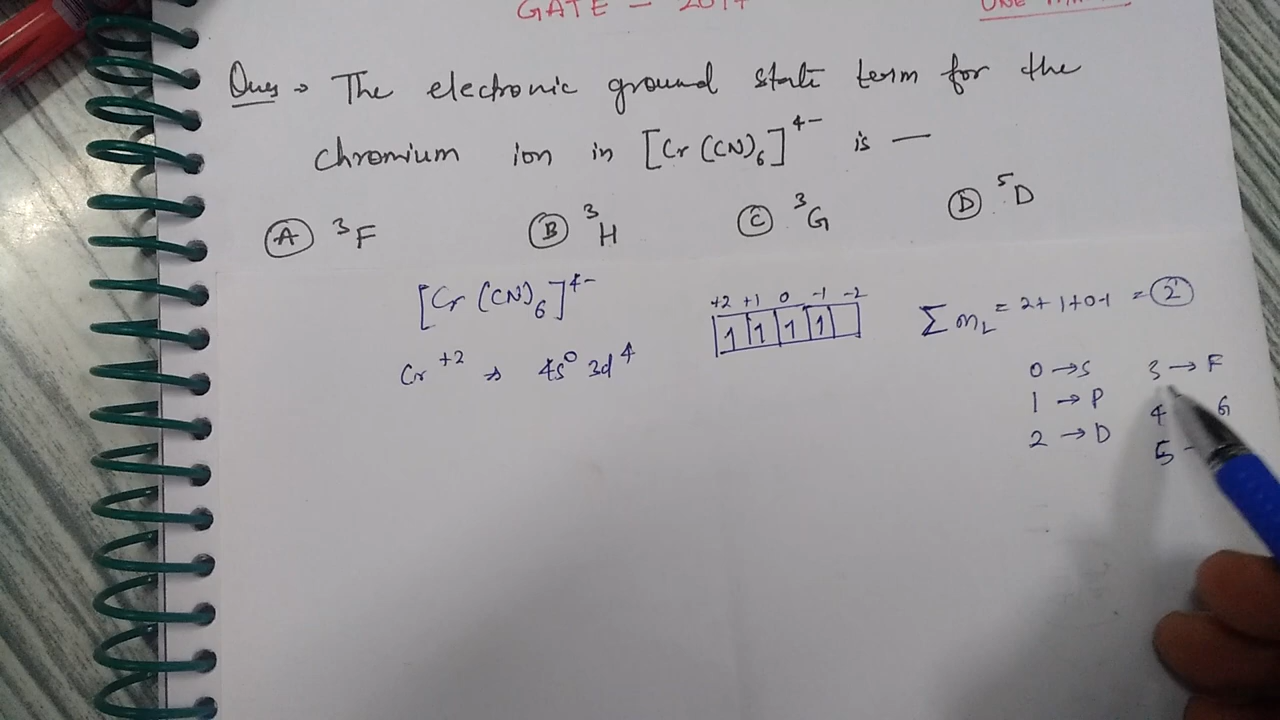 GATE - 2017
Ques → The electronic ground state term for the
chromium ion in [Cr(CN)₆]⁴⁻ is —
Ⓐ ³F Ⓑ ³H Ⓒ ³G Ⓓ ⁵D
[Cr(CN)₆]⁴⁻
+2 +1 0 -1 -2
1 1 1 1
Σ m_L = 2+1+0-1 = ②
Cr⁺² → 4s⁰ 3d⁴
0 → S 3 → F
1 → P 4 G
2 → D 5 -